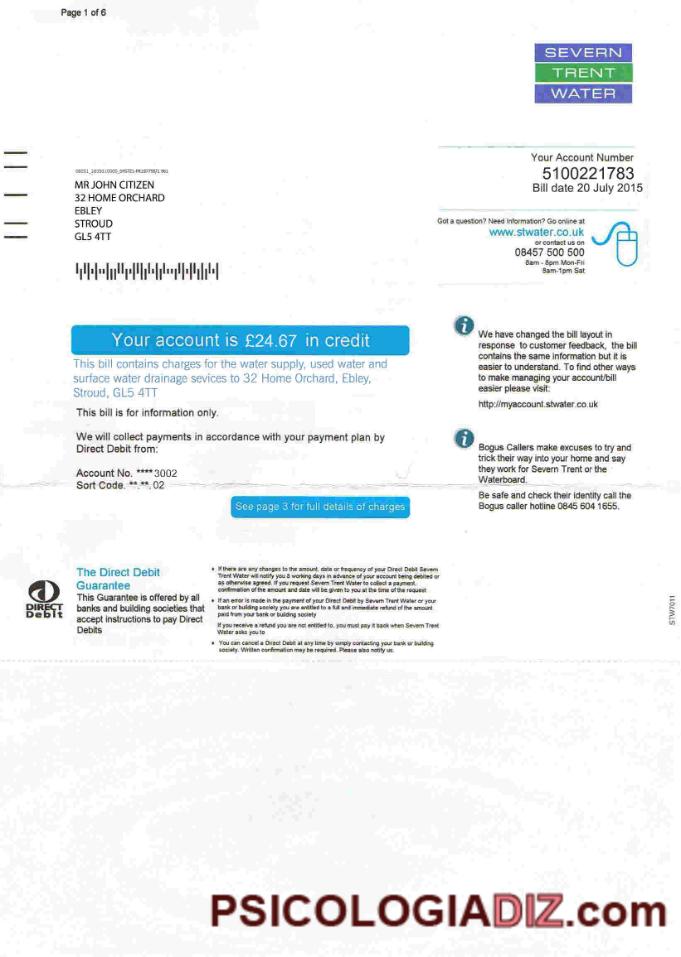 Page 1 of 6
SEVERN
TRENT
WATER
Your Account Number
5100221783
Bill date 20 July 2015
MR JOHN CITIZEN
32 HOME ORCHARD
EBLEY
STROUD
GL5 4TT
Got a question? Need Information? Go online at
www.stwater.co.uk
or contact us on
08457 500 500
8am - 8pm Mon-Fri
8am-1pm Sat
Your account is £24.67 in credit
This bill contains charges for the water supply, used water and
surface water drainage sevices to 32 Home Orchard, Ebley,
Stroud, GL5 4TT
This bill is for information only.
We will collect payments in accordance with your payment plan by
Direct Debit from:
Account No. ****3002
Sort Code. **.**.02
See page 3 for full details of charges
i
We have changed the bill layout in
response to customer feedback, the bill
contains the same information but it is
easier to understand. To find other ways
to make managing your account/bill
easier please visit:
http://myaccount.stwater.co.uk
i
Bogus Callers make excuses to try and
trick their way into your home and say
they work for Severn Trent or the
Waterboard.
Be safe and check their identity call the
Bogus caller hotline 0845 604 1655.
DIRECT
Debit
The Direct Debit
Guarantee
This Guarantee is offered by all
banks and building societies that
accept instructions to pay Direct
Debits
• If there are any changes to the amount, date or frequency of your Direct Debit Severn
Trent Water will notify you 8 working days in advance of your account being debited or
as otherwise agreed. If you request Severn Trent Water to collect a payment,
confirmation of the amount and date will be given to you at the time of the request
• If an error is made in the payment of your Direct Debit by Severn Trent Water or your
bank or building society you are entitled to a full and immediate refund of the amount
paid from your bank or building society
If you receive a refund you are not entitled to, you must pay it back when Severn Trent
Water asks you to
• You can cancel a Direct Debit at any time by simply contacting your bank or building
society. Written confirmation may be required. Please also notify us.
STW7011
PSICOLOGIADIZ.com